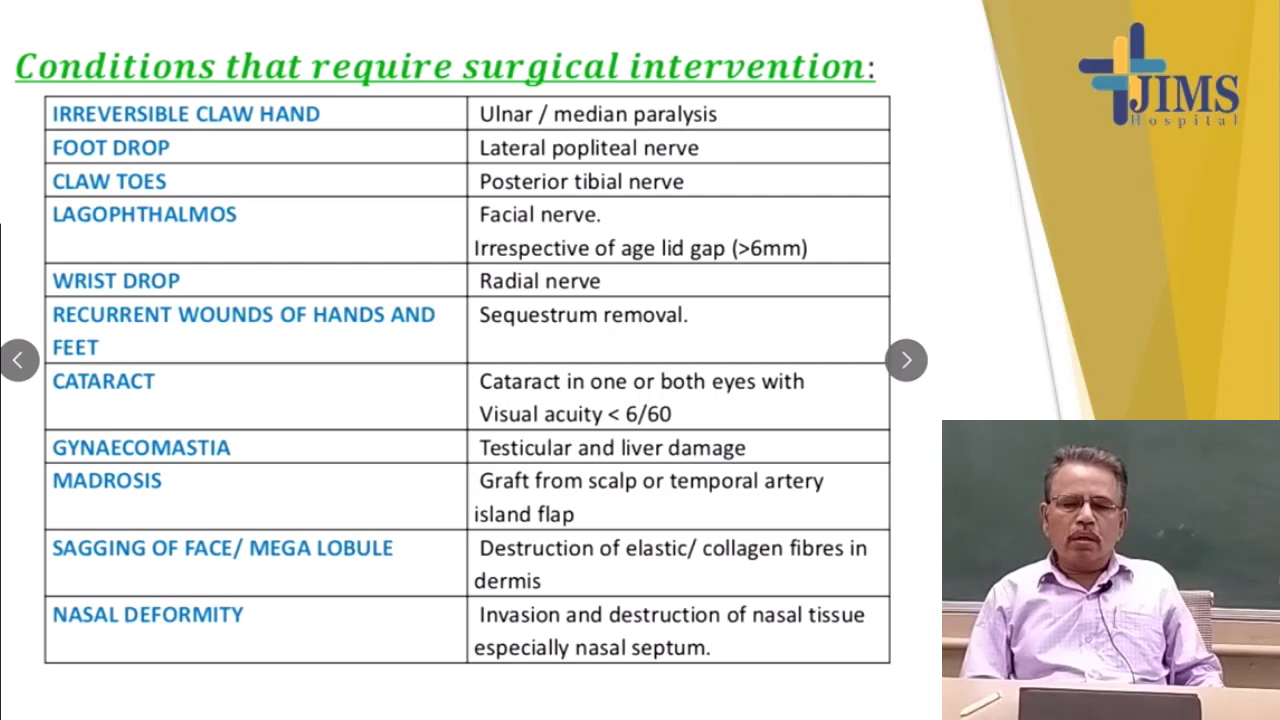 Conditions that require surgical intervention:
JIMS
Hospital
IRREVERSIBLE CLAW HAND Ulnar / median paralysis
FOOT DROP Lateral popliteal nerve
CLAW TOES Posterior tibial nerve
LAGOPHTHALMOS Facial nerve.
Irrespective of age lid gap (>6mm)
WRIST DROP Radial nerve
RECURRENT WOUNDS OF HANDS AND Sequestrum removal.
FEET
CATARACT Cataract in one or both eyes with
Visual acuity < 6/60
GYNAECOMASTIA Testicular and liver damage
MADROSIS Graft from scalp or temporal artery
island flap
SAGGING OF FACE/ MEGA LOBULE Destruction of elastic/ collagen fibres in
dermis
NASAL DEFORMITY Invasion and destruction of nasal tissue
especially nasal septum.